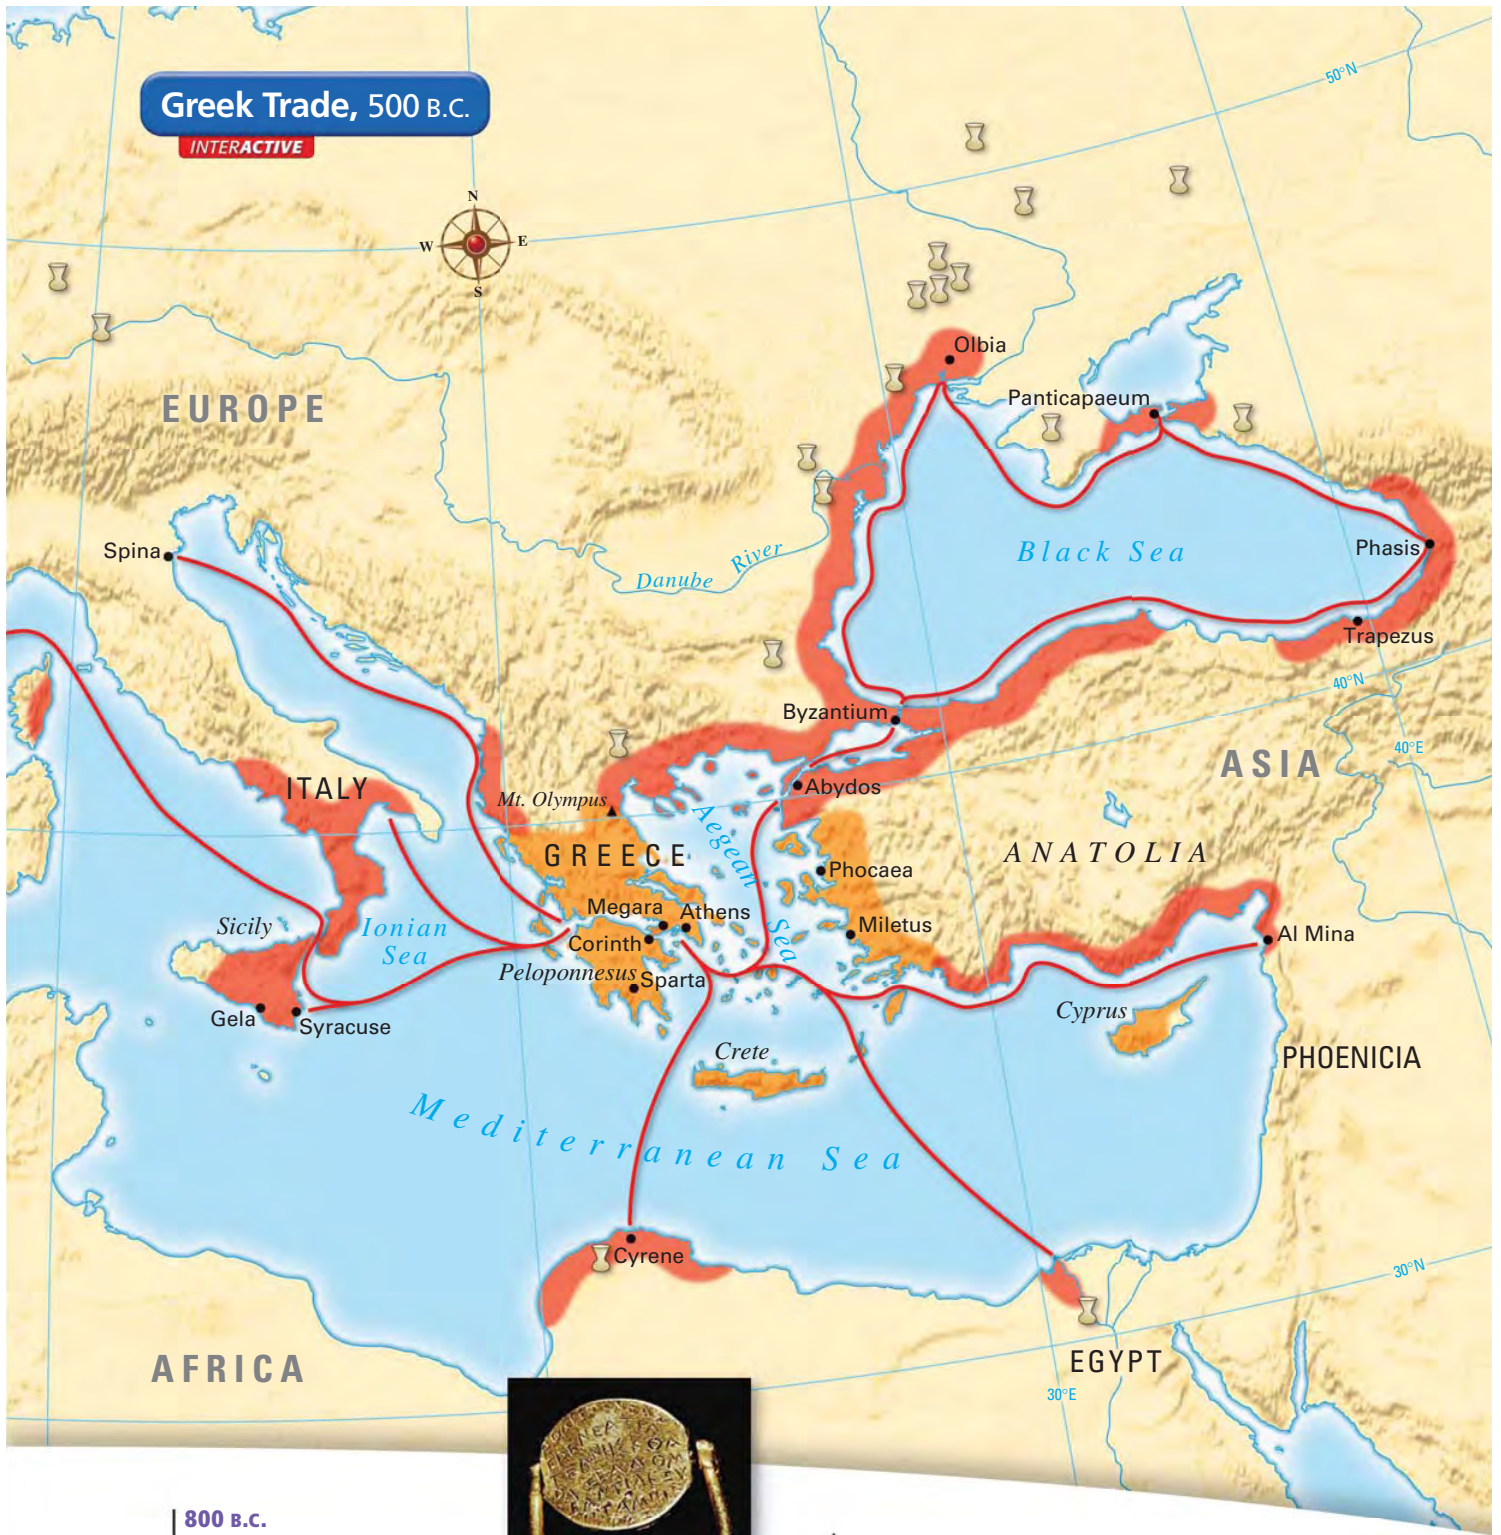 Greek Trade, 500 B.C.
INTERACTIVE
N
W
E
S
50°N
EUROPE
Olbia
Panticapaeum
Spina
Black Sea
Phasis
Danube River
Trapezus
40°N
Byzantium
40°E
ASIA
ITALY
Mt. Olympus
Abydos
Aegean Sea
GREECE
ANATOLIA
Phocaea
Megara
Athens
Sicily
Ionian
Sea
Miletus
Corinth
Al Mina
Peloponnesus
Sparta
Gela
Syracuse
Cyprus
Crete
PHOENICIA
Mediterranean Sea
Cyrene
30°N
AFRICA
EGYPT
30°E
800 B.C.